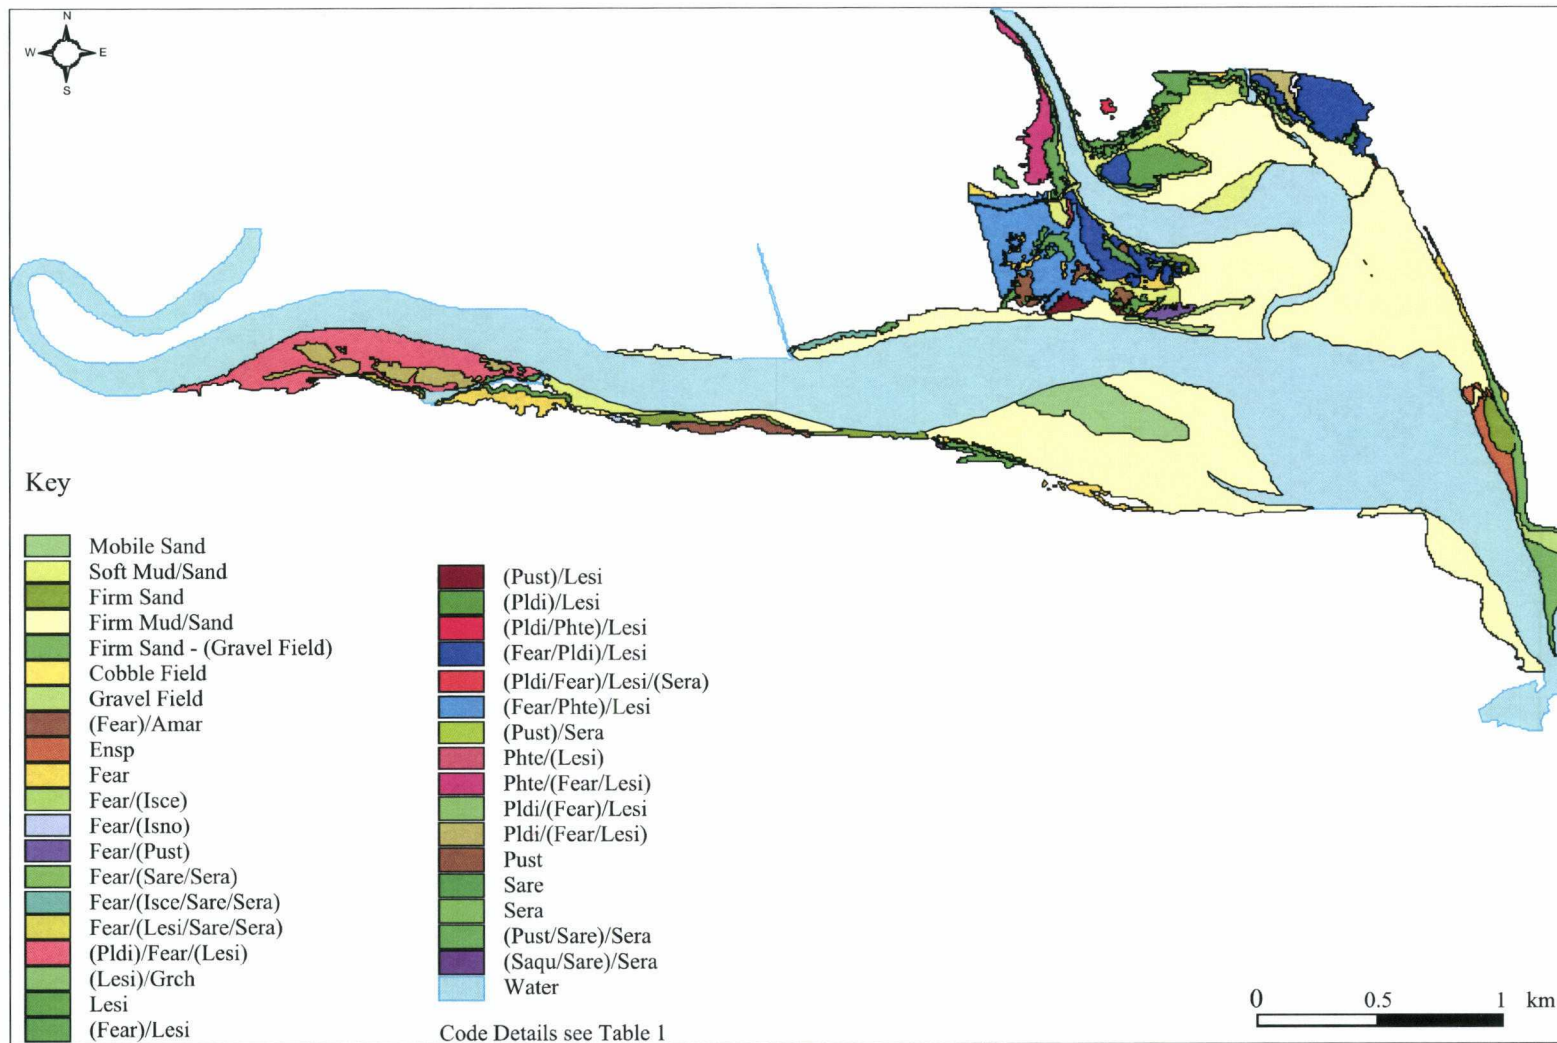 N
W E
S
Key
Mobile Sand
Soft Mud/Sand
Firm Sand
Firm Mud/Sand
Firm Sand - (Gravel Field)
Cobble Field
Gravel Field
(Fear)/Amar
Ensp
Fear
Fear/(Isce)
Fear/(Isno)
Fear/(Pust)
Fear/(Sare/Sera)
Fear/(Isce/Sare/Sera)
Fear/(Lesi/Sare/Sera)
(Pldi)/Fear/(Lesi)
(Lesi)/Grch
Lesi
(Fear)/Lesi
(Pust)/Lesi
(Pldi)/Lesi
(Pldi/Phte)/Lesi
(Fear/Pldi)/Lesi
(Pldi/Fear)/Lesi/(Sera)
(Fear/Phte)/Lesi
(Pust)/Sera
Phte/(Lesi)
Phte/(Fear/Lesi)
Pldi/(Fear)/Lesi
Pldi/(Fear/Lesi)
Pust
Sare
Sera
(Pust/Sare)/Sera
(Saqu/Sare)/Sera
Water
Code Details see Table 1
0 0.5 1 km